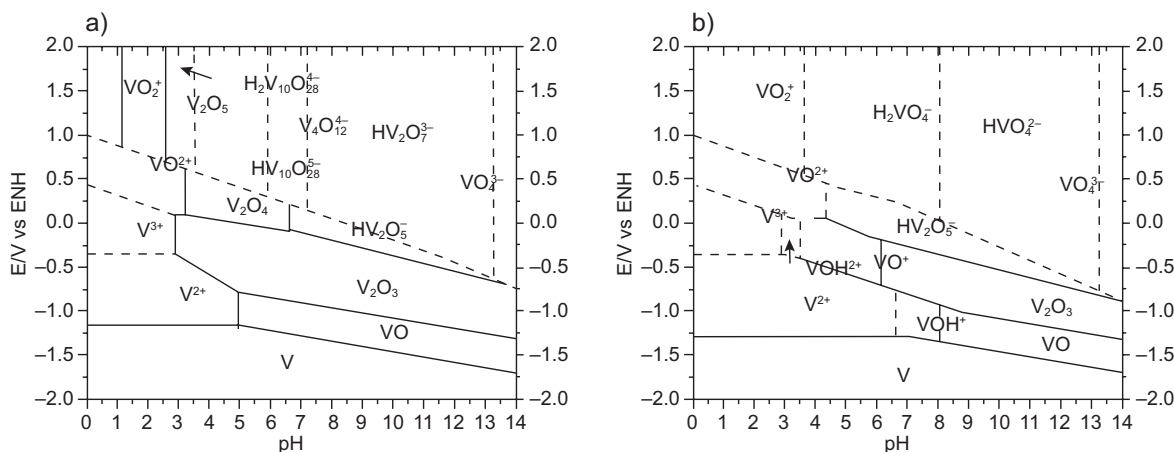 a)
E/V vs ENH
2.0
1.5
1.0
0.5
0.0
–0.5
–1.0
–1.5
–2.0
VO₂⁺
V₂O₅
H₂V₁₀O₂₈⁴⁻
V₄O₁₂⁴⁻
HV₂O₇³⁻
VO²⁺
HV₁₀O₂₈⁵⁻
VO₄³⁻
V₂O₄
V³⁺
HV₂O₅⁻
V²⁺
V₂O₃
VO
V
2.0
1.5
1.0
0.5
0.0
–0.5
–1.0
–1.5
–2.0
0 1 2 3 4 5 6 7 8 9 10 11 12 13 14
pH
b)
E/V vs ENH
2.0
1.5
1.0
0.5
0.0
–0.5
–1.0
–1.5
–2.0
VO₂⁺
H₂VO₄⁻
HVO₄²⁻
VO²⁺
VO₄³⁻
V³⁺
HV₂O₅⁻
VOH²⁺
VO⁺
V²⁺
V₂O₃
VOH⁺
VO
V
2.0
1.5
1.0
0.5
0.0
–0.5
–1.0
–1.5
–2.0
0 1 2 3 4 5 6 7 8 9 10 11 12 13 14
pH